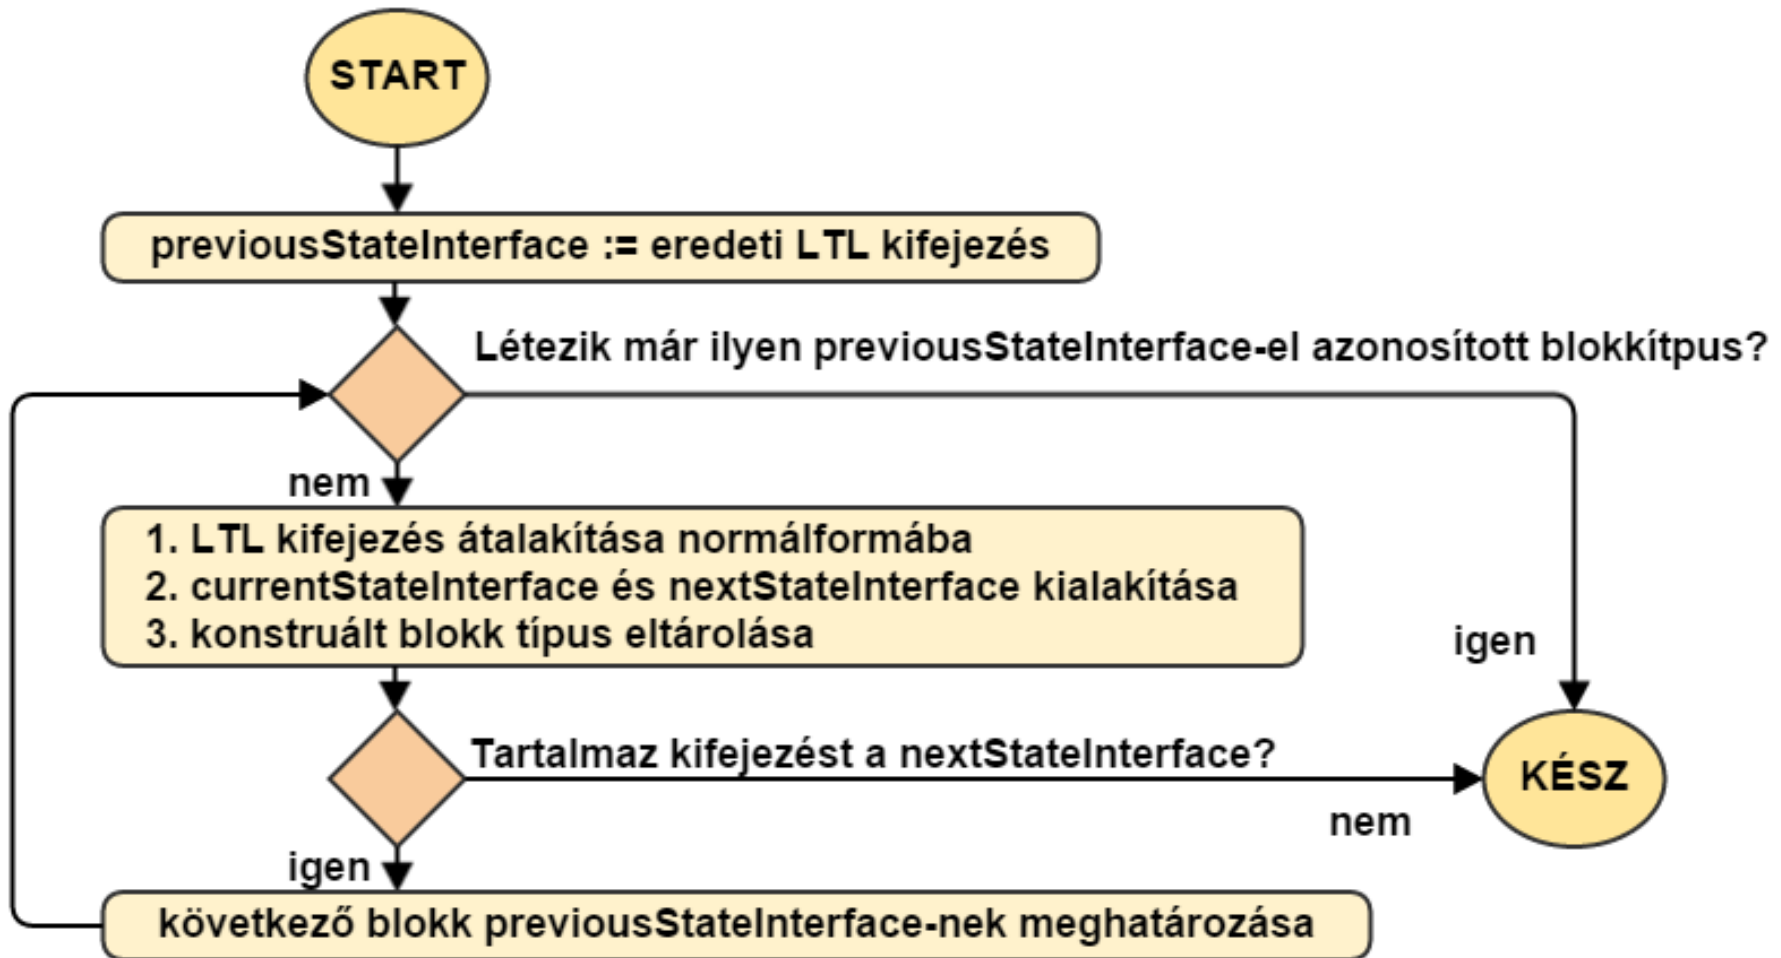 START
previousStateInterface := eredeti LTL kifejezés
Létezik már ilyen previousStateInterface-el azonosított blokkítpus?
nem
1. LTL kifejezés átalakítása normálformába
2. currentStateInterface és nextStateInterface kialakítása
3. konstruált blokk típus eltárolása
igen
Tartalmaz kifejezést a nextStateInterface?
KÉSZ
nem
igen
következő blokk previousStateInterface-nek meghatározása